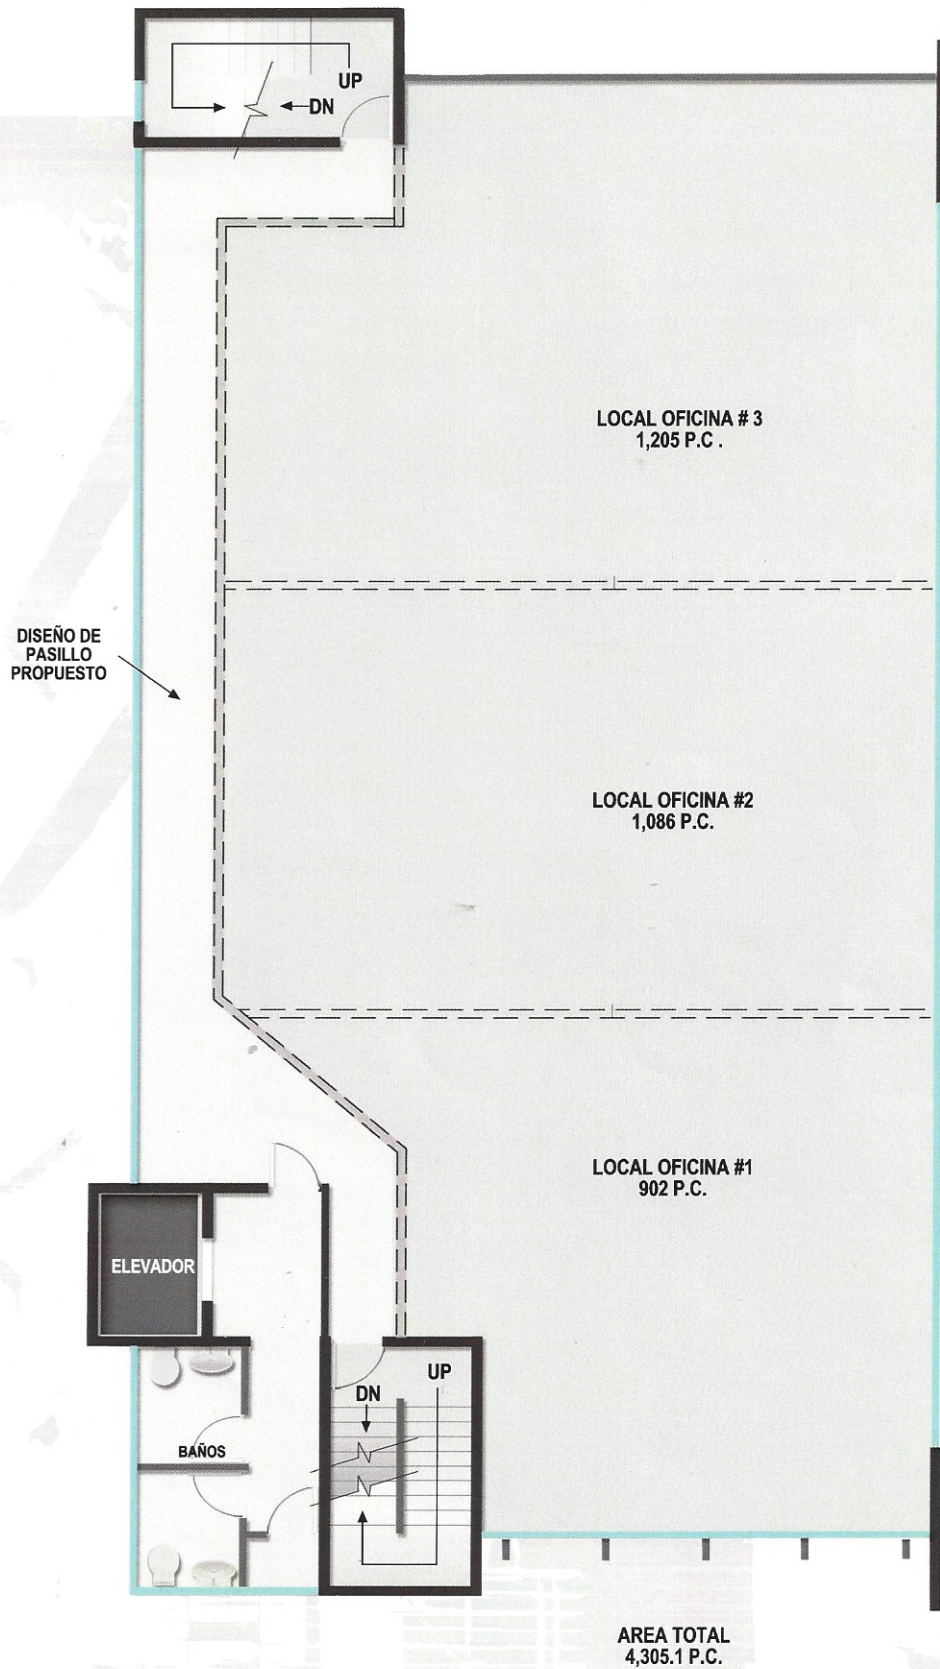 UP
DN
LOCAL OFICINA # 3
1,205 P.C .
DISEÑO DE
PASILLO
PROPUESTO
LOCAL OFICINA #2
1,086 P.C.
LOCAL OFICINA #1
902 P.C.
ELEVADOR
UP
DN
BAÑOS
AREA TOTAL
4,305.1 P.C.